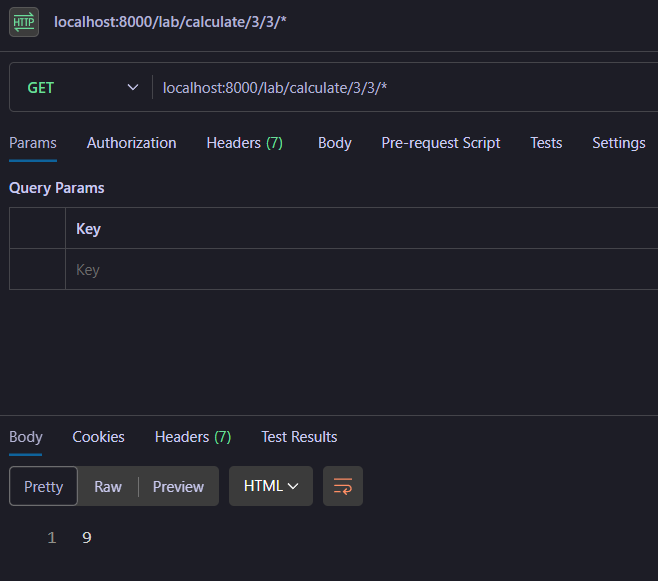 HTTP localhost:8000/lab/calculate/3/3/*
GET localhost:8000/lab/calculate/3/3/*
Params Authorization Headers (7) Body Pre-request Script Tests Settings
Query Params
Key
Key
Body Cookies Headers (7) Test Results
Pretty Raw Preview HTML
1 9